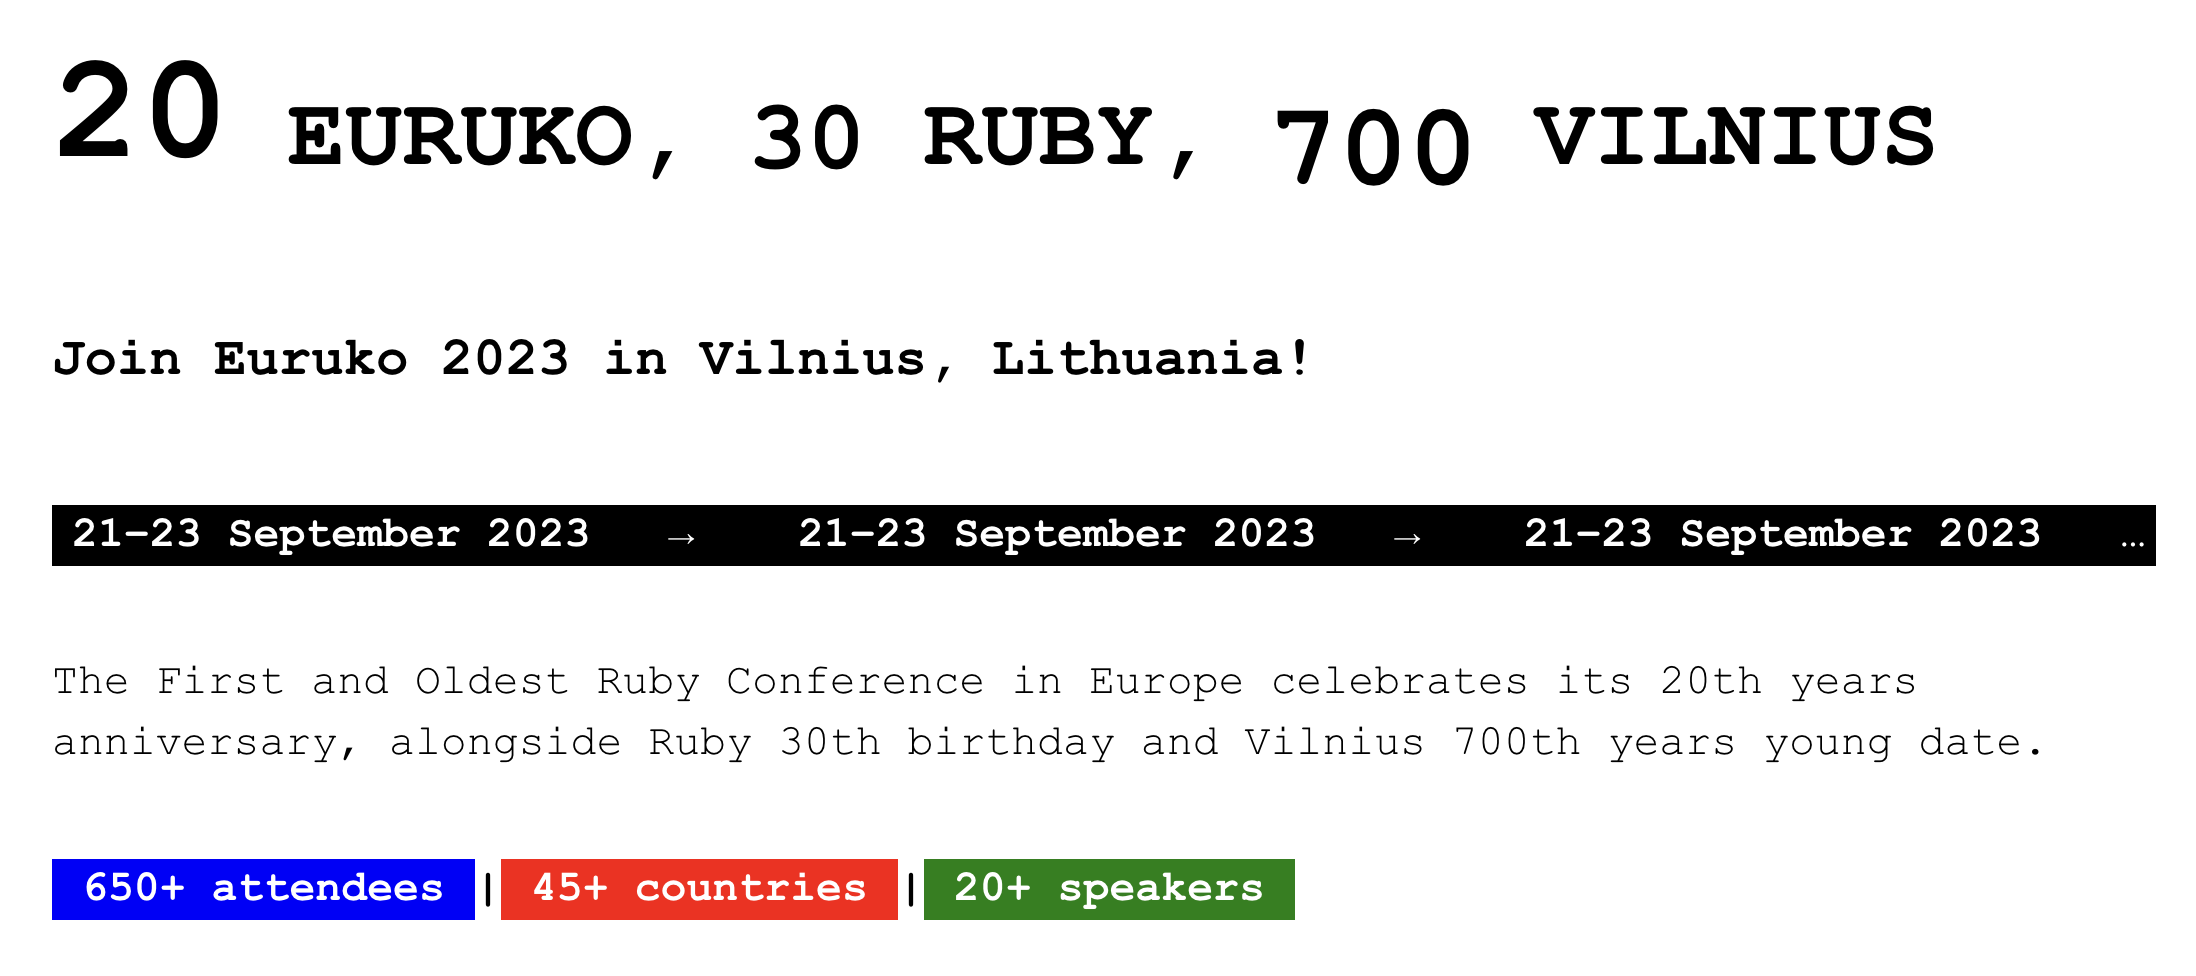 20 EURUKO, 30 RUBY, 700 VILNIUS
Join Euruko 2023 in Vilnius, Lithuania!
21–23 September 2023 → 21–23 September 2023 → 21–23 September 2023 …
The First and Oldest Ruby Conference in Europe celebrates its 20th years
anniversary, alongside Ruby 30th birthday and Vilnius 700th years young date.
650+ attendees | 45+ countries | 20+ speakers